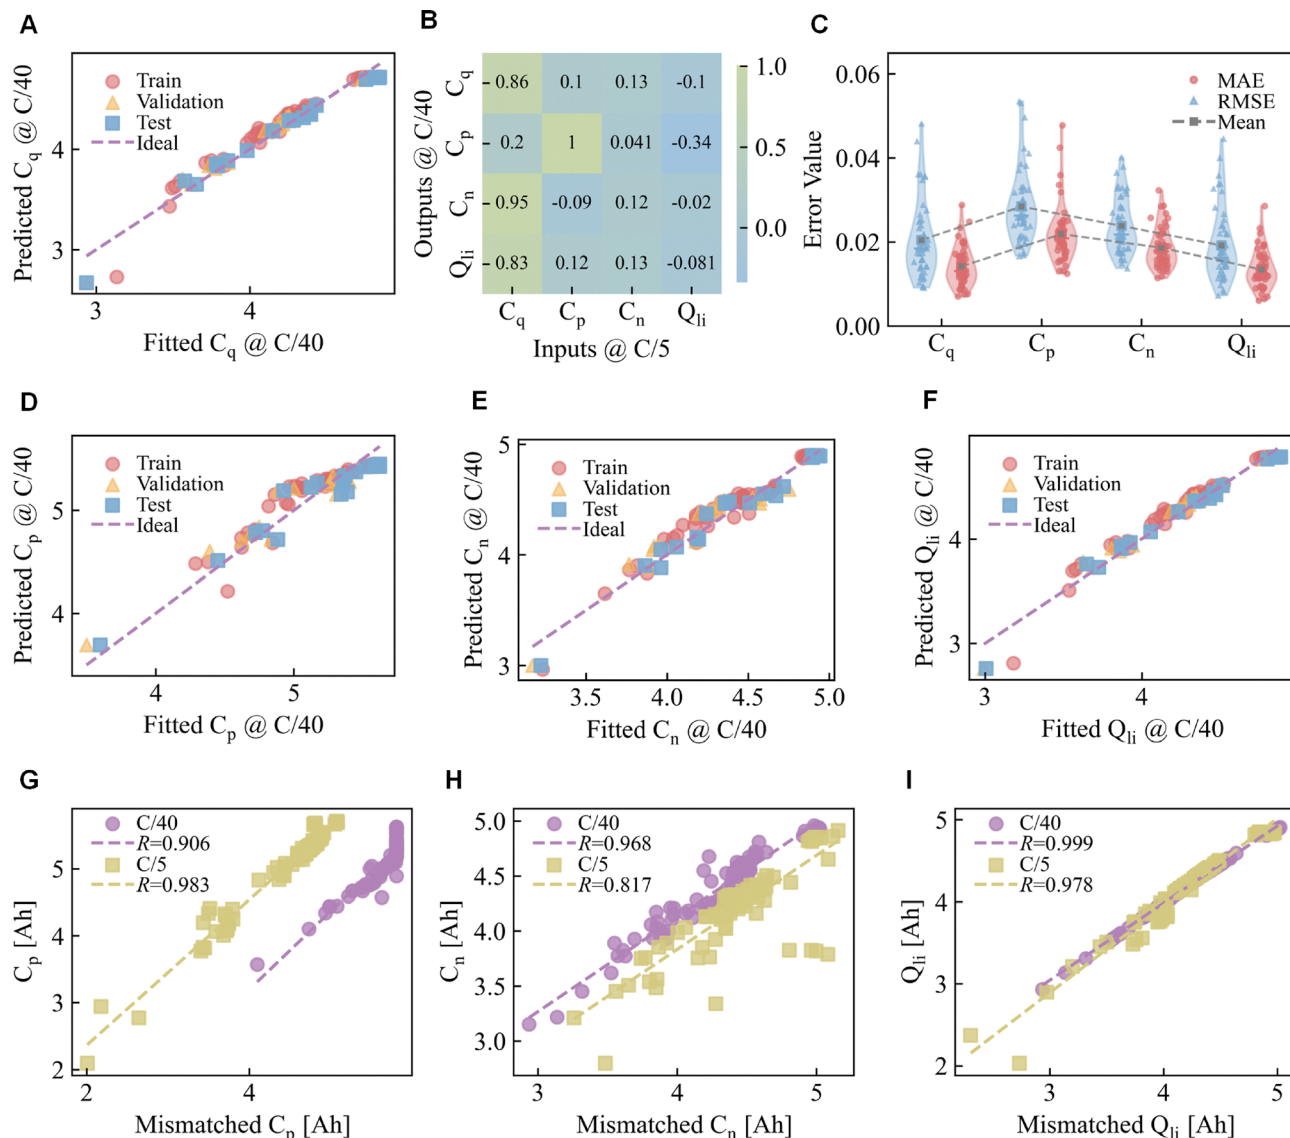 A
Predicted Cq @ C/40
4
3
Train
Validation
Test
Ideal
3 4
Fitted Cq @ C/40
B
Outputs @ C/40
Cq 0.86 0.1 0.13 -0.1
Cp 0.2 1 0.041 -0.34
Cn 0.95 -0.09 0.12 -0.02
Qli 0.83 0.12 0.13 -0.081
Cq Cp Cn Qli
Inputs @ C/5
1.0
0.5
0.0
C
Error Value
0.06
0.04
0.02
0.00
MAE
RMSE
Mean
Cq Cp Cn Qli
D
Predicted Cp @ C/40
5
4
Train
Validation
Test
Ideal
4 5
Fitted Cp @ C/40
E
Predicted Cn @ C/40
5
4
3
Train
Validation
Test
Ideal
3.5 4.0 4.5 5.0
Fitted Cn @ C/40
F
Predicted Qli @ C/40
4
3
Train
Validation
Test
Ideal
3 4
Fitted Qli @ C/40
G
Cp [Ah]
5
4
3
2
C/40
R=0.906
C/5
R=0.983
2 4
Mismatched Cp [Ah]
H
Cn [Ah]
5.0
4.5
4.0
3.5
3.0
C/40
R=0.968
C/5
R=0.817
3 4 5
Mismatched Cn [Ah]
I
Qli [Ah]
5
4
3
2
C/40
R=0.999
C/5
R=0.978
3 4 5
Mismatched Qli [Ah]